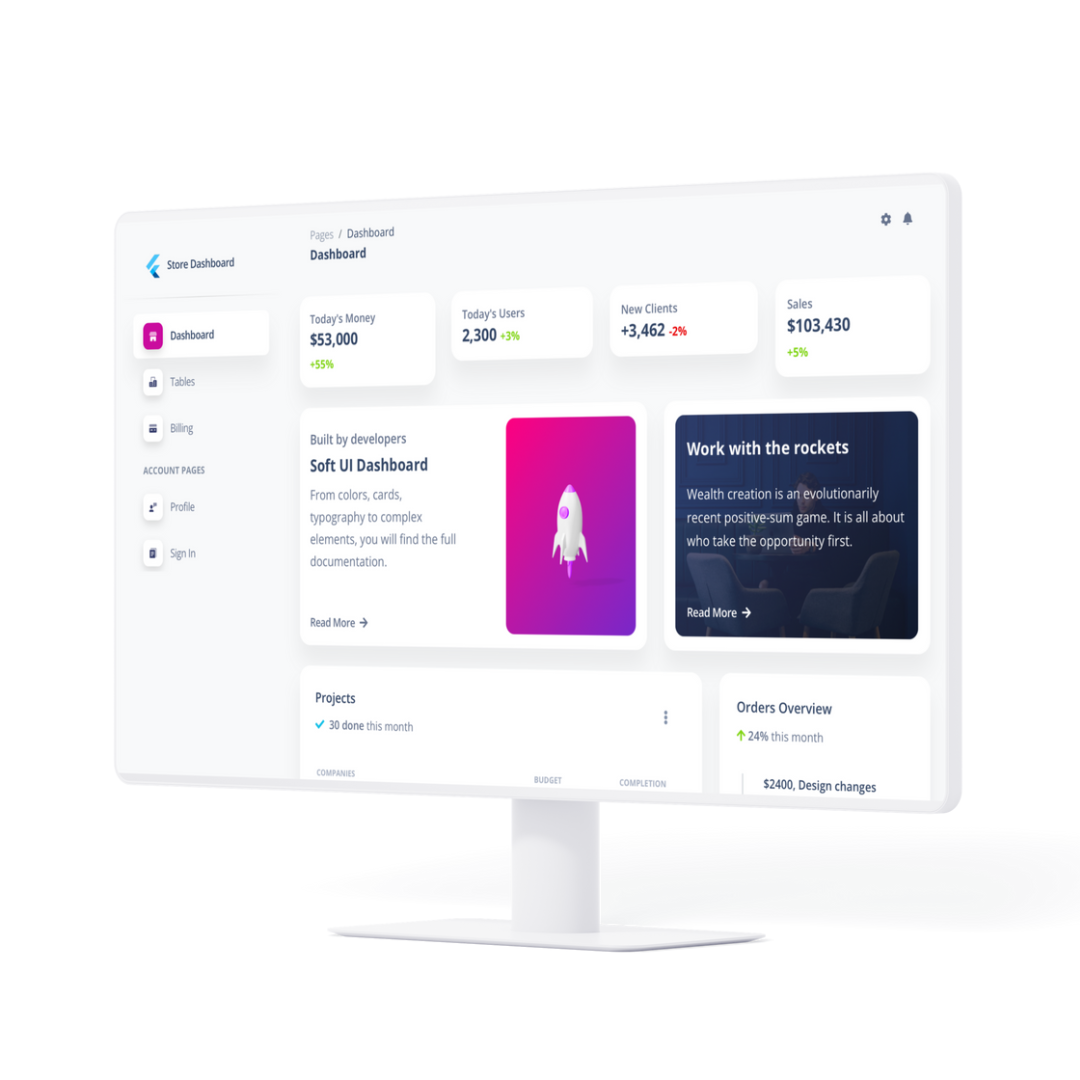 Store Dashboard
Dashboard
Tables
Billing
ACCOUNT PAGES
Profile
Sign In
Pages / Dashboard
Dashboard
Today's Money
$53,000
+55%
Today's Users
2,300 +3%
New Clients
+3,462 -2%
Sales
$103,430
+5%
Built by developers
Soft UI Dashboard
From colors, cards,
typography to complex
elements, you will find the full
documentation.
Read More →
Work with the rockets
Wealth creation is an evolutionarily
recent positive-sum game. It is all about
who take the opportunity first.
Read More →
Projects
30 done this month
COMPANIES BUDGET COMPLETION
Orders Overview
24% this month
$2400, Design changes